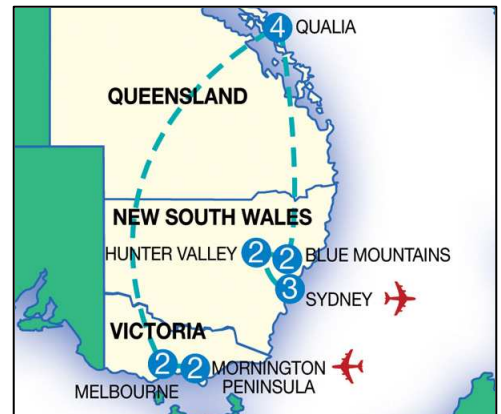 4 QUALIA
QUEENSLAND
NEW SOUTH WALES
HUNTER VALLEY 2 2 BLUE MOUNTAINS
3 SYDNEY
VICTORIA
2 2 MORNINGTON
PENINSULA
MELBOURNE